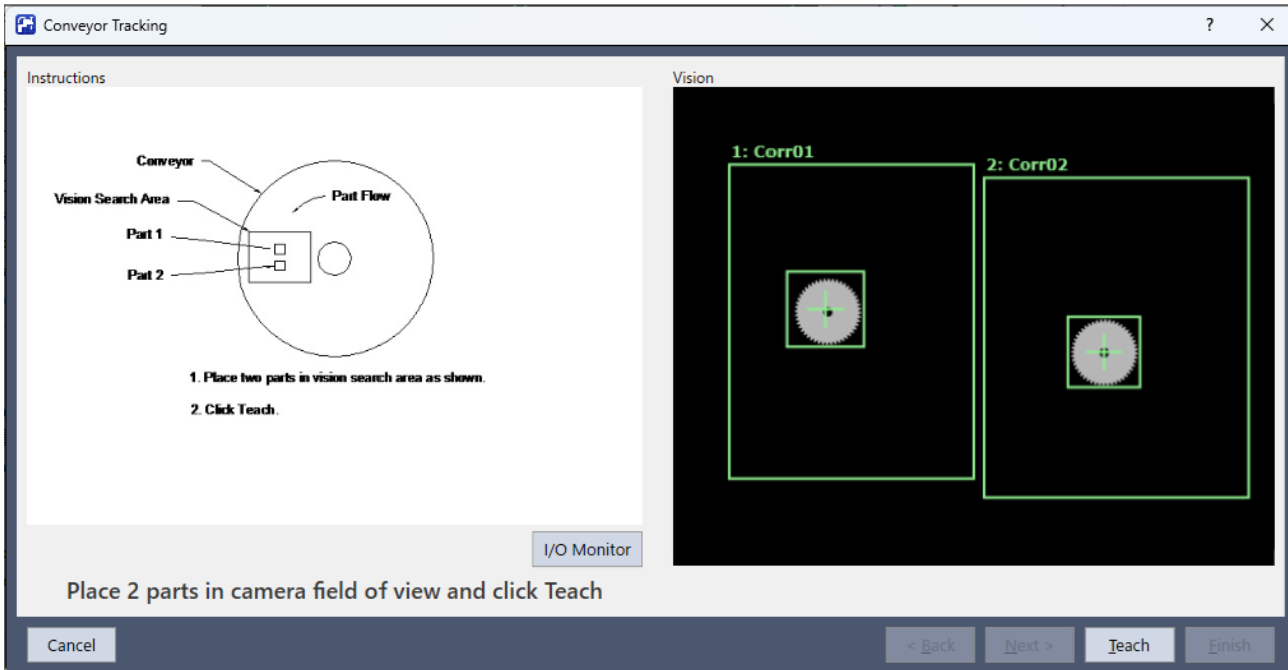 Conveyor Tracking
?
Instructions
Vision
Conveyor
Vision Search Area
Part Flow
Part 1
Part 2
1. Place two parts in vision search area as shown.
2. Click Teach.
1: Corr01
2: Corr02
I/O Monitor
Place 2 parts in camera field of view and click Teach
Cancel
< Back
Next >
Teach
Finish